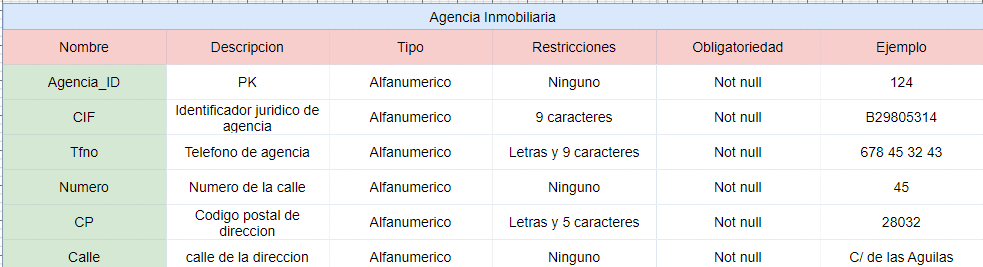 Agencia Inmobiliaria
Nombre Descripcion Tipo Restricciones Obligatoriedad Ejemplo
Agencia_ID PK Alfanumerico Ninguno Not null 124
CIF Identificador juridico de agencia Alfanumerico 9 caracteres Not null B29805314
Tfno Telefono de agencia Alfanumerico Letras y 9 caracteres Not null 678 45 32 43
Numero Numero de la calle Alfanumerico Ninguno Not null 45
CP Codigo postal de direccion Alfanumerico Letras y 5 caracteres Not null 28032
Calle calle de la direccion Alfanumerico Ninguno Not null C/ de las Aguilas